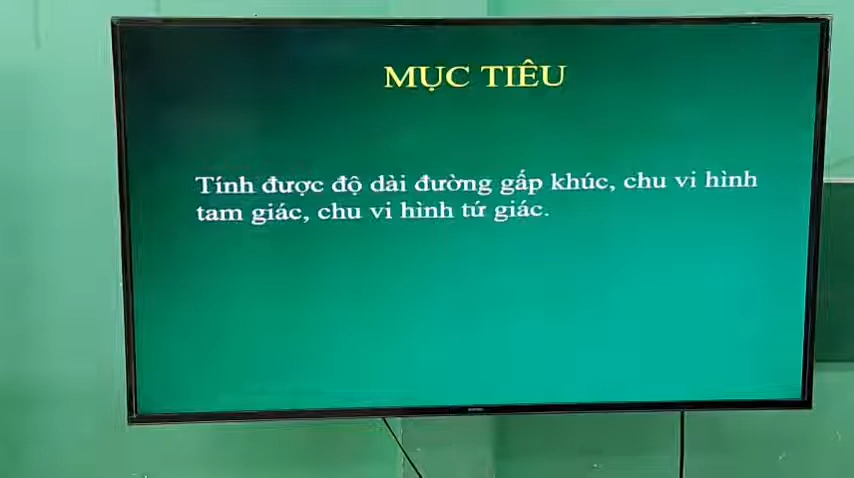 MỤC TIÊU
Tính được độ dài đường gấp khúc, chu vi hình
tam giác, chu vi hình tứ giác.